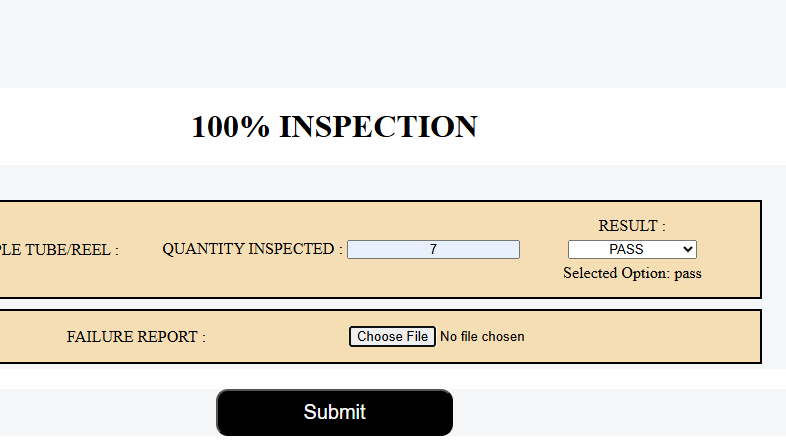 100% INSPECTION
RESULT :
PLE TUBE/REEL : QUANTITY INSPECTED : 7 PASS
Selected Option: pass
FAILURE REPORT : Choose File No file chosen
Submit